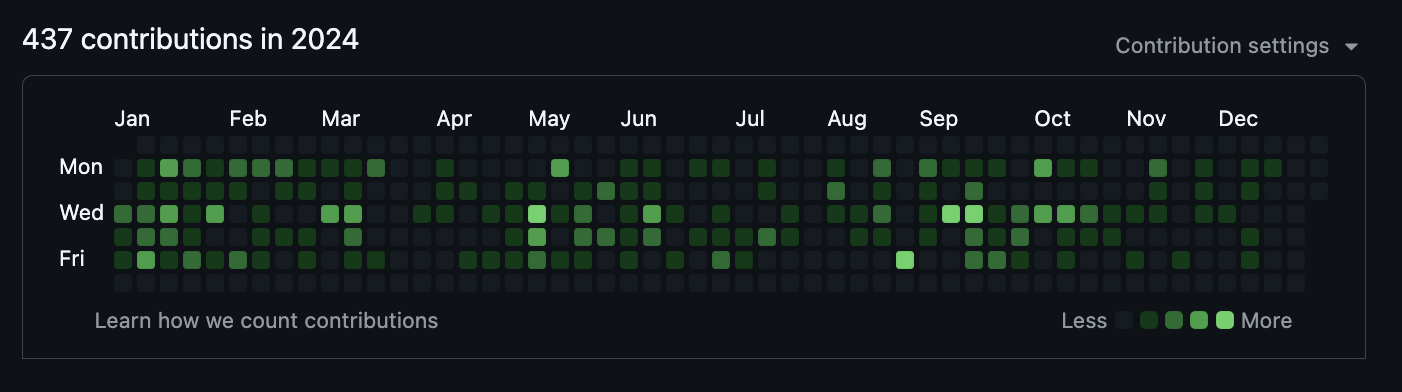 437 contributions in 2024
Contribution settings
Jan Feb Mar Apr May Jun Jul Aug Sep Oct Nov Dec
Mon
Wed
Fri
Learn how we count contributions
Less More